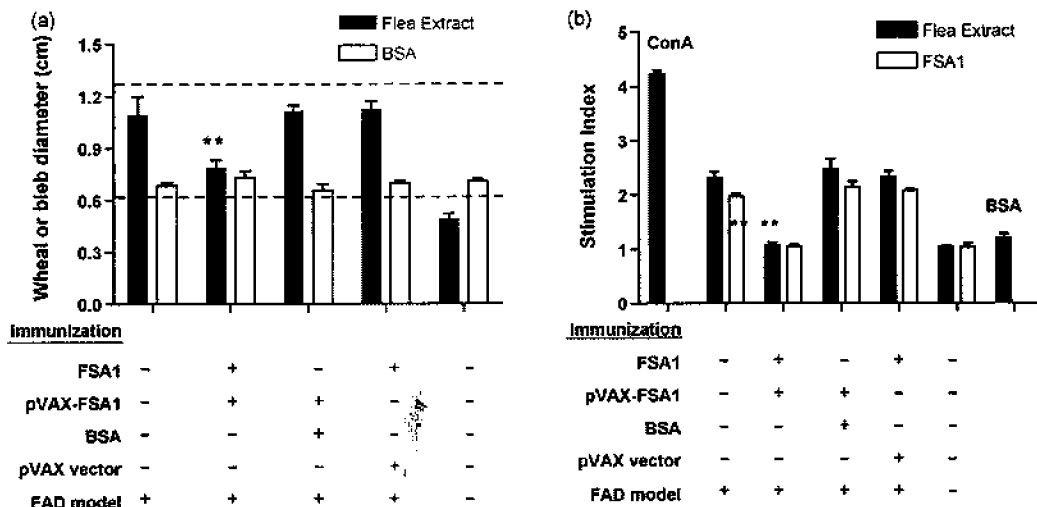 (a)
Flea Extract
BSA
Wheal or bleb diameter (cm)
1.5
1.2
0.9
0.6
0.3
0.0
**
Immunization
FSA1 - + - + -
pVAX-FSA1 - + + - -
BSA - - + - -
pVAX vector - - - + -
FAD model + + + + -
(b)
Flea Extract
FSA1
Stimulation Index
5
4
3
2
1
0
ConA
** **
BSA
Immunization
FSA1 - + - + -
pVAX-FSA1 - + + - -
BSA - - + - -
pVAX vector - - - + -
FAD model + + + + -